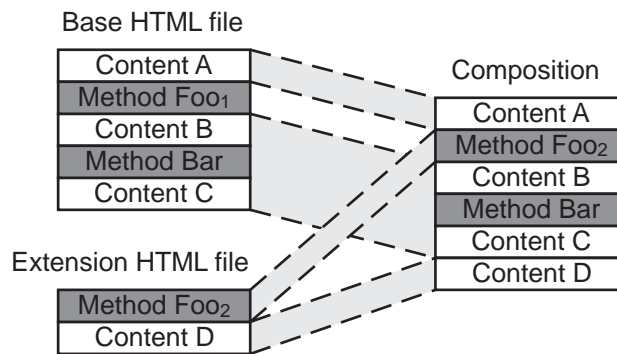 Base HTML file
Content A
Method Foo₁
Content B
Method Bar
Content C
Extension HTML file
Method Foo₂
Content D
Composition
Content A
Method Foo₂
Content B
Method Bar
Content C
Content D